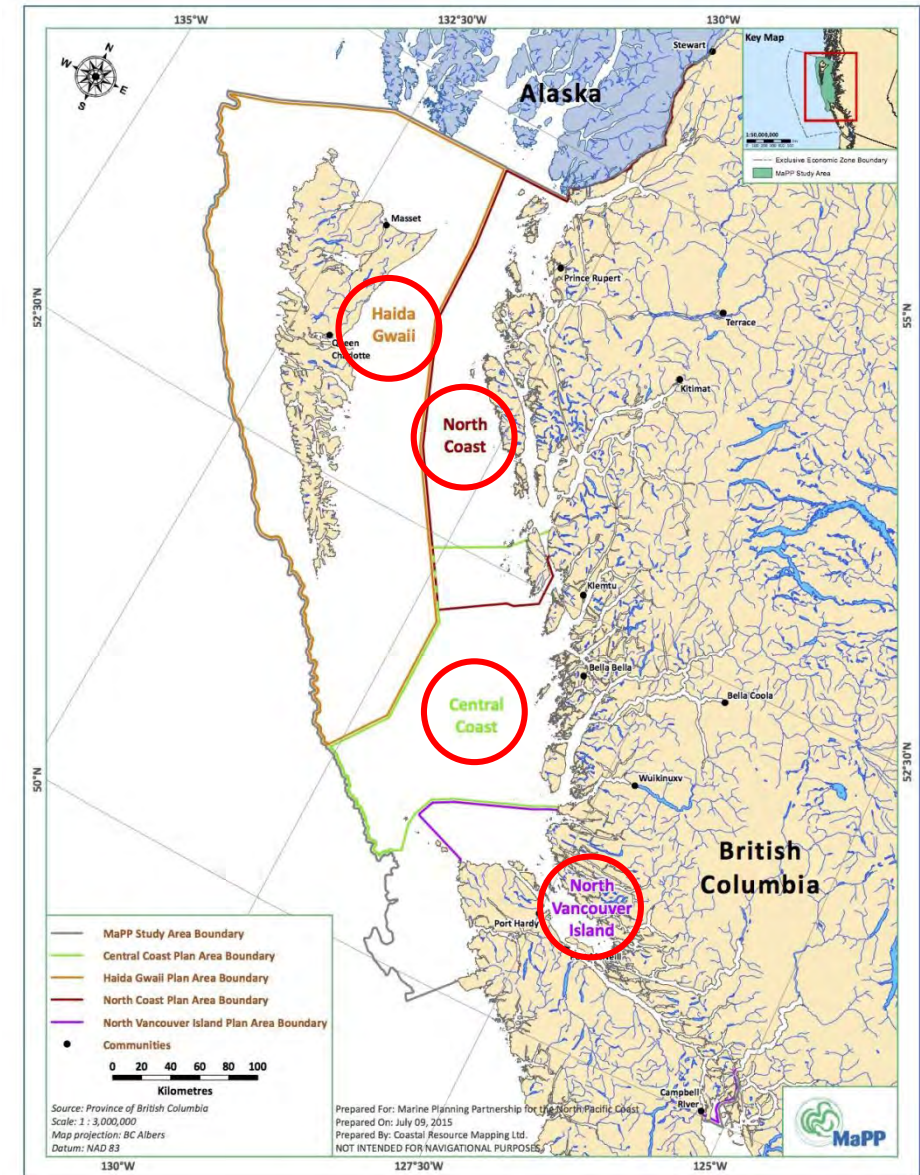 135°W
132°30'W
130°W
N
W
E
S
Stewart
Key Map
1:50,000,000
Exclusive Economic Zone Boundary
MaPP Study Area
Alaska
Masset
Prince Rupert
Terrace
52°30'N
55°N
Haida
Gwaii
Queen
Charlotte
Kitimat
North
Coast
Klemtu
Bella Bella
Bella Coola
Central
Coast
50°N
52°30'N
Wuikinuxv
British
Columbia
North
Vancouver
Island
Port Hardy
MaPP Study Area Boundary
Central Coast Plan Area Boundary
Haida Gwaii Plan Area Boundary
North Coast Plan Area Boundary
North Vancouver Island Plan Area Boundary
Communities
0 20 40 60 80 100
Kilometres
Source: Province of British Columbia
Scale: 1 : 3,000,000
Map projection: BC Albers
Datum: NAD 83
Prepared For: Marine Planning Partnership for the North Pacific Coast
Prepared On: July 09, 2015
Prepared By: Coastal Resource Mapping Ltd.
NOT INTENDED FOR NAVIGATIONAL PURPOSES
Campbell
River
MaPP
130°W
127°30'W
125°W